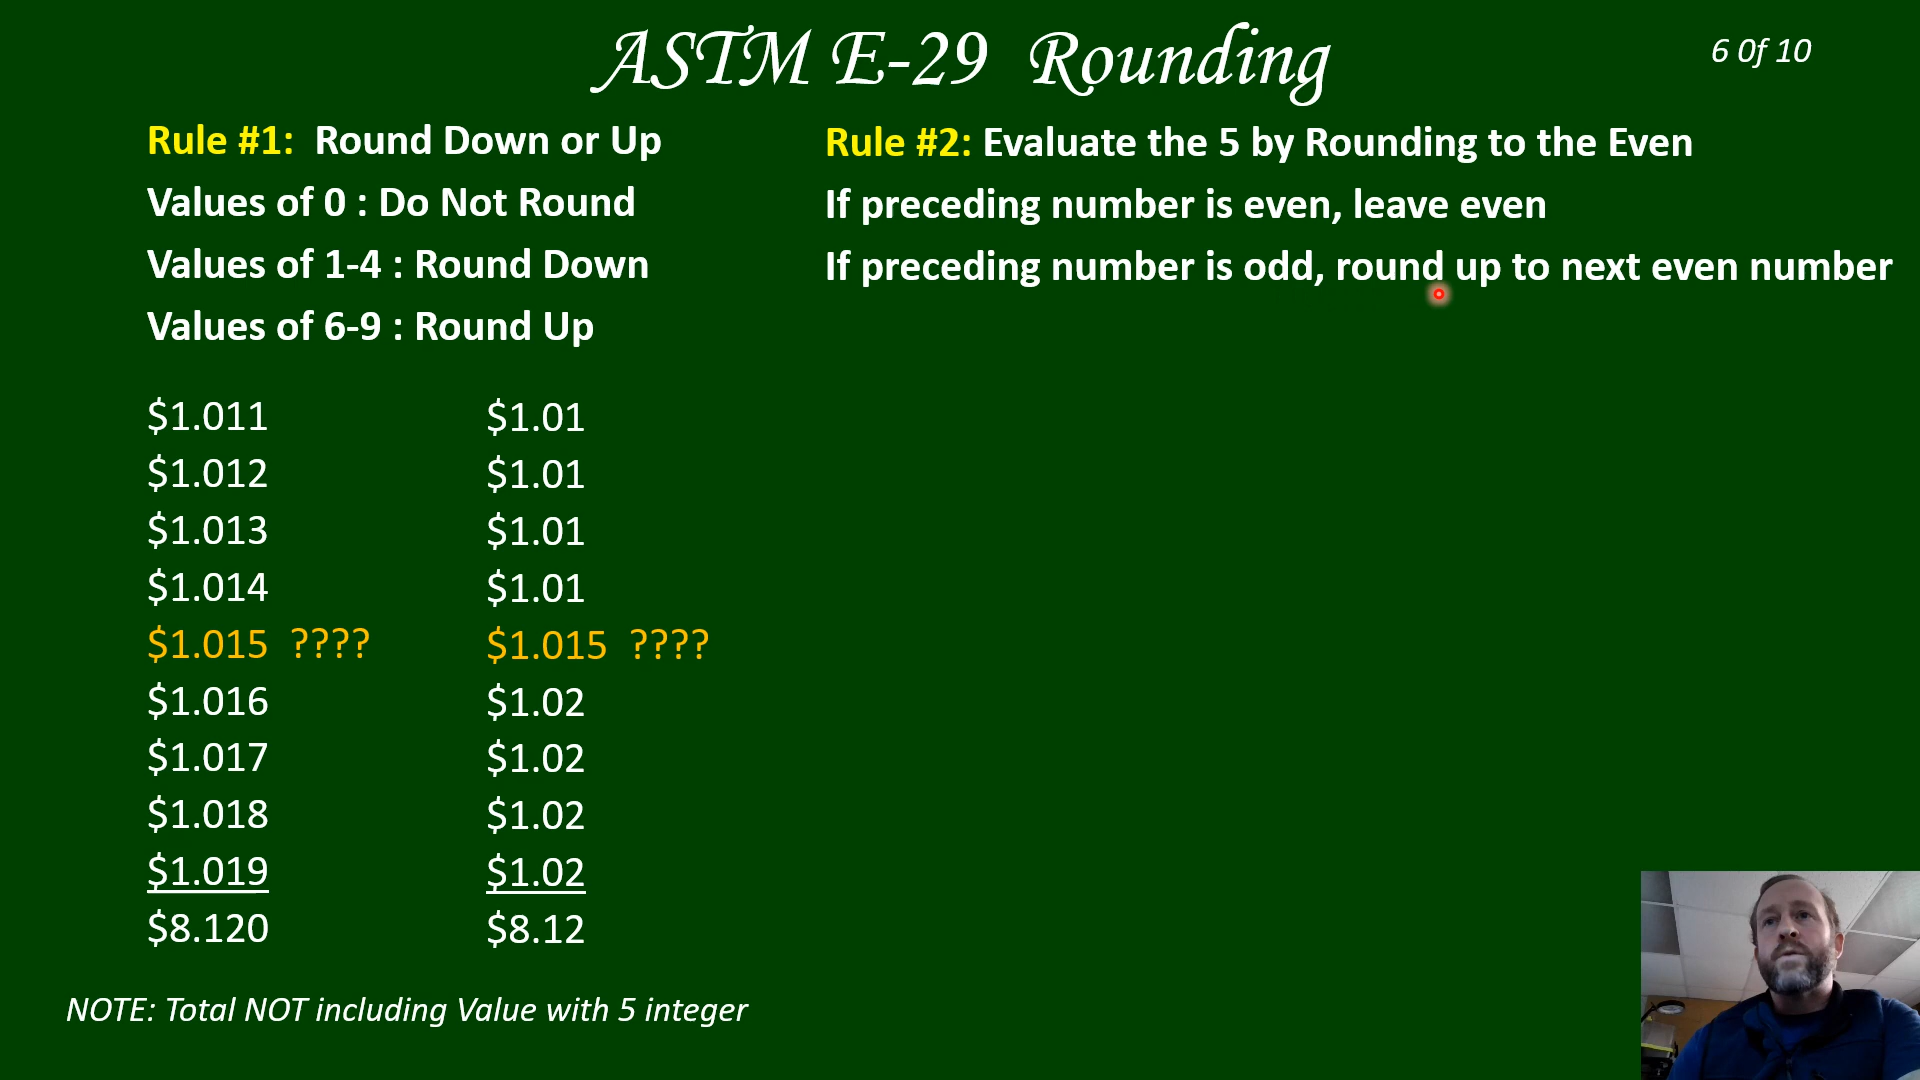 ASTM E-29 Rounding
6 0f 10
Rule #1: Round Down or Up
Values of 0 : Do Not Round
Values of 1-4 : Round Down
Values of 6-9 : Round Up
Rule #2: Evaluate the 5 by Rounding to the Even
If preceding number is even, leave even
If preceding number is odd, round up to next even number
$1.011 $1.01
$1.012 $1.01
$1.013 $1.01
$1.014 $1.01
$1.015 ???? $1.015 ????
$1.016 $1.02
$1.017 $1.02
$1.018 $1.02
$1.019 $1.02
$8.120 $8.12
NOTE: Total NOT including Value with 5 integer